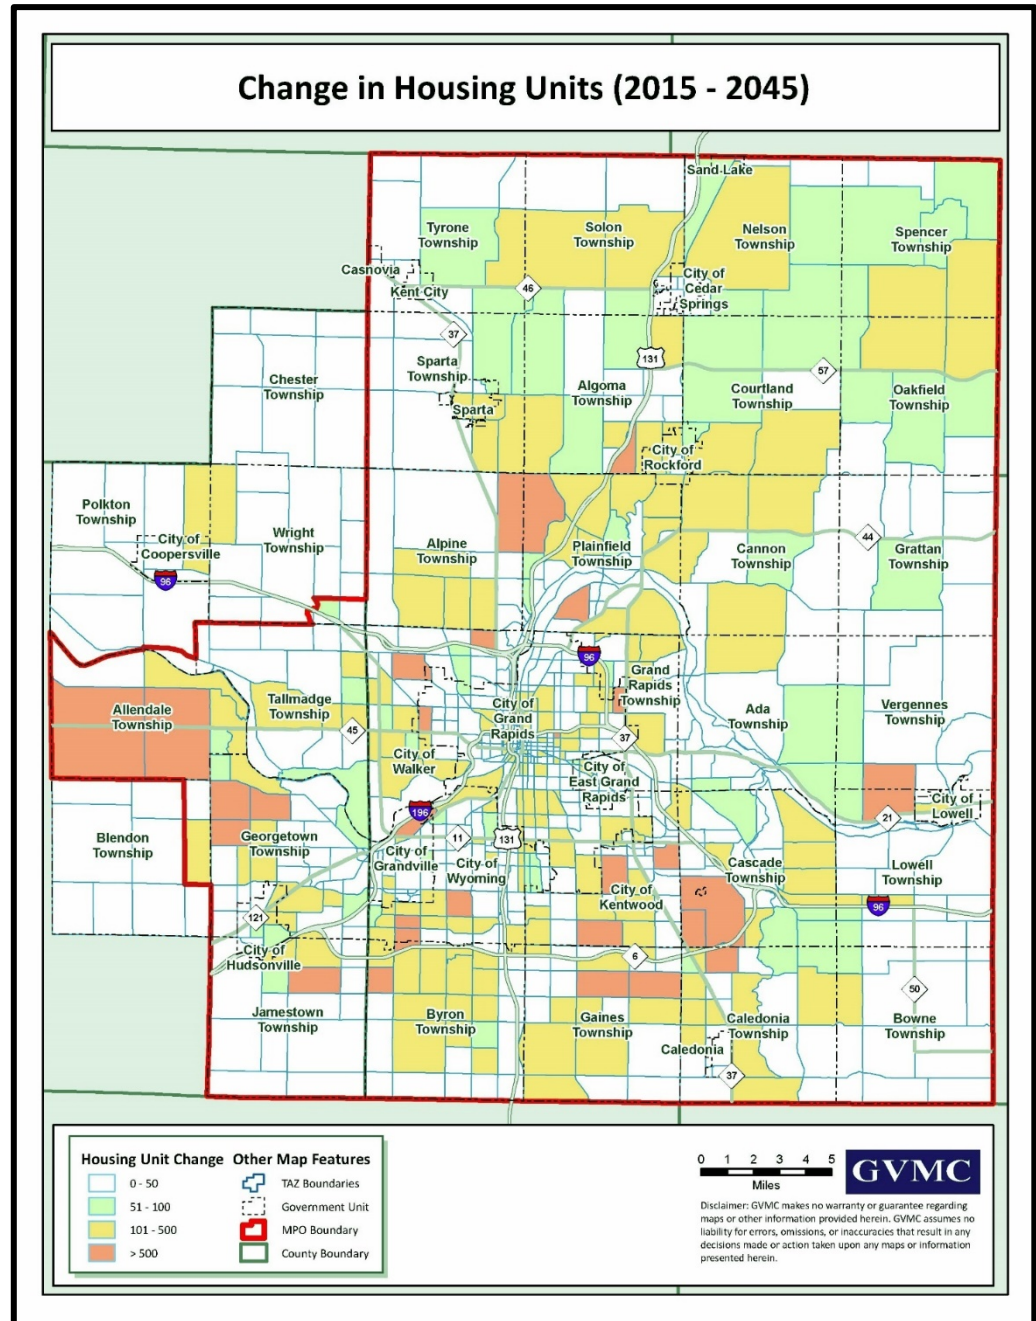 Change in Housing Units (2015 - 2045)
Sand Lake
Tyrone
Township
Solon
Township
Nelson
Township
Spencer
Township
Casnovia
Kent City
City of
Cedar
Springs
46
37
131
Sparta
Township
Chester
Township
Algoma
Township
57
Courtland
Township
Oakfield
Township
Sparta
City of
Rockford
Polkton
Township
City of
Coopersville
Wright
Township
Alpine
Township
Plainfield
Township
Cannon
Township
44
Grattan
Township
96
96
Grand
Rapids
Township
Allendale
Township
Tallmadge
Township
City of
Grand
Rapids
Ada
Township
Vergennes
Township
45
37
City of
Walker
City of
East Grand
Rapids
196
City of
Lowell
21
Blendon
Township
Georgetown
Township
11
131
City of
Grandville
City of
Wyoming
Cascade
Township
Lowell
Township
City of
Kentwood
96
121
City of
Hudsonville
6
50
Jamestown
Township
Byron
Township
Gaines
Township
Caledonia
Township
Bowne
Township
Caledonia
37
Housing Unit Change
0 - 50
51 - 100
101 - 500
> 500
Other Map Features
TAZ Boundaries
Government Unit
MPO Boundary
County Boundary
0 1 2 3 4 5
Miles
GVMC
Disclaimer: GVMC makes no warranty or guarantee regarding
maps or other information provided herein. GVMC assumes no
liability for errors, omissions, or inaccuracies that result in any
decisions made or action taken upon any maps or information
presented herein.